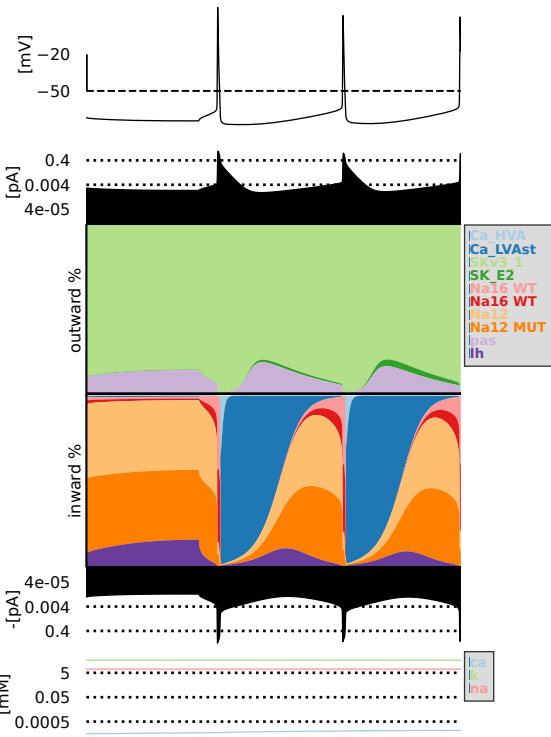 [mV]
−20
−50
[pA]
0.4
0.004
4e-05
outward %
Ca_HVA
Ca_LVAst
SKv3_1
SK_E2
Na16 WT
Na16 WT
Na12
Na12 MUT
pas
Ih
inward %
-[pA]
4e-05
0.004
0.4
[mM]
5
0.05
0.0005
ca
k
na